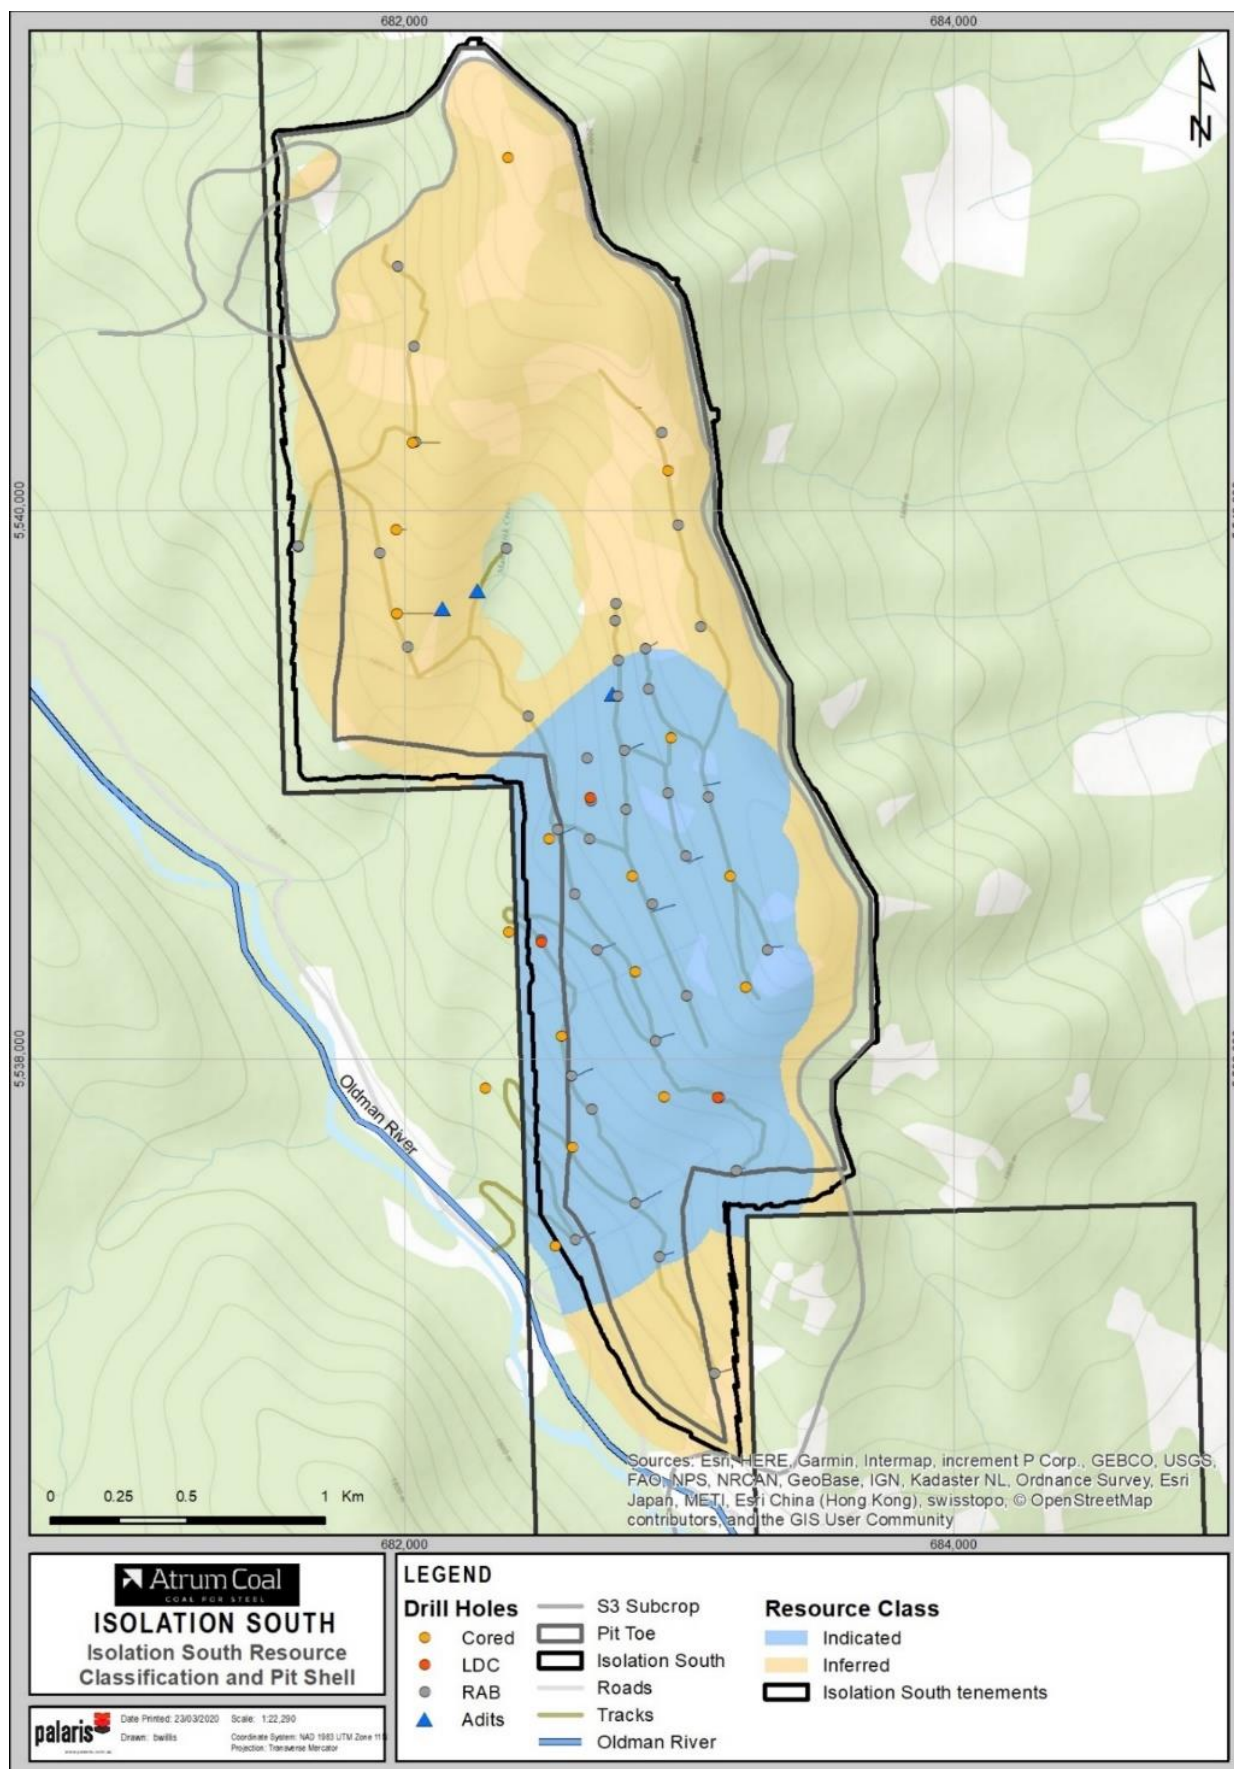 682,000
684,000
N
5,540,000
5,538,000
Oldman River
Sources: Esri, HERE, Garmin, Intermap, increment P Corp., GEBCO, USGS,
FAO, NPS, NRCAN, GeoBase, IGN, Kadaster NL, Ordnance Survey, Esri
Japan, METI, Esri China (Hong Kong), swisstopo, © OpenStreetMap
contributors, and the GIS User Community
0 0.25 0.5 1 Km
682,000
684,000
Atrum Coal
COAL FOR STEEL
ISOLATION SOUTH
Isolation South Resource
Classification and Pit Shell
palaris
Date Printed: 23/03/2020 Scale: 1:22,290
Drawn: bwillis
Coordinate System: NAD 1983 UTM Zone
Projection: Transverse Mercator
LEGEND
Drill Holes
Cored
LDC
RAB
Adits
S3 Subcrop
Pit Toe
Isolation South
Roads
Tracks
Oldman River
Resource Class
Indicated
Inferred
Isolation South tenements